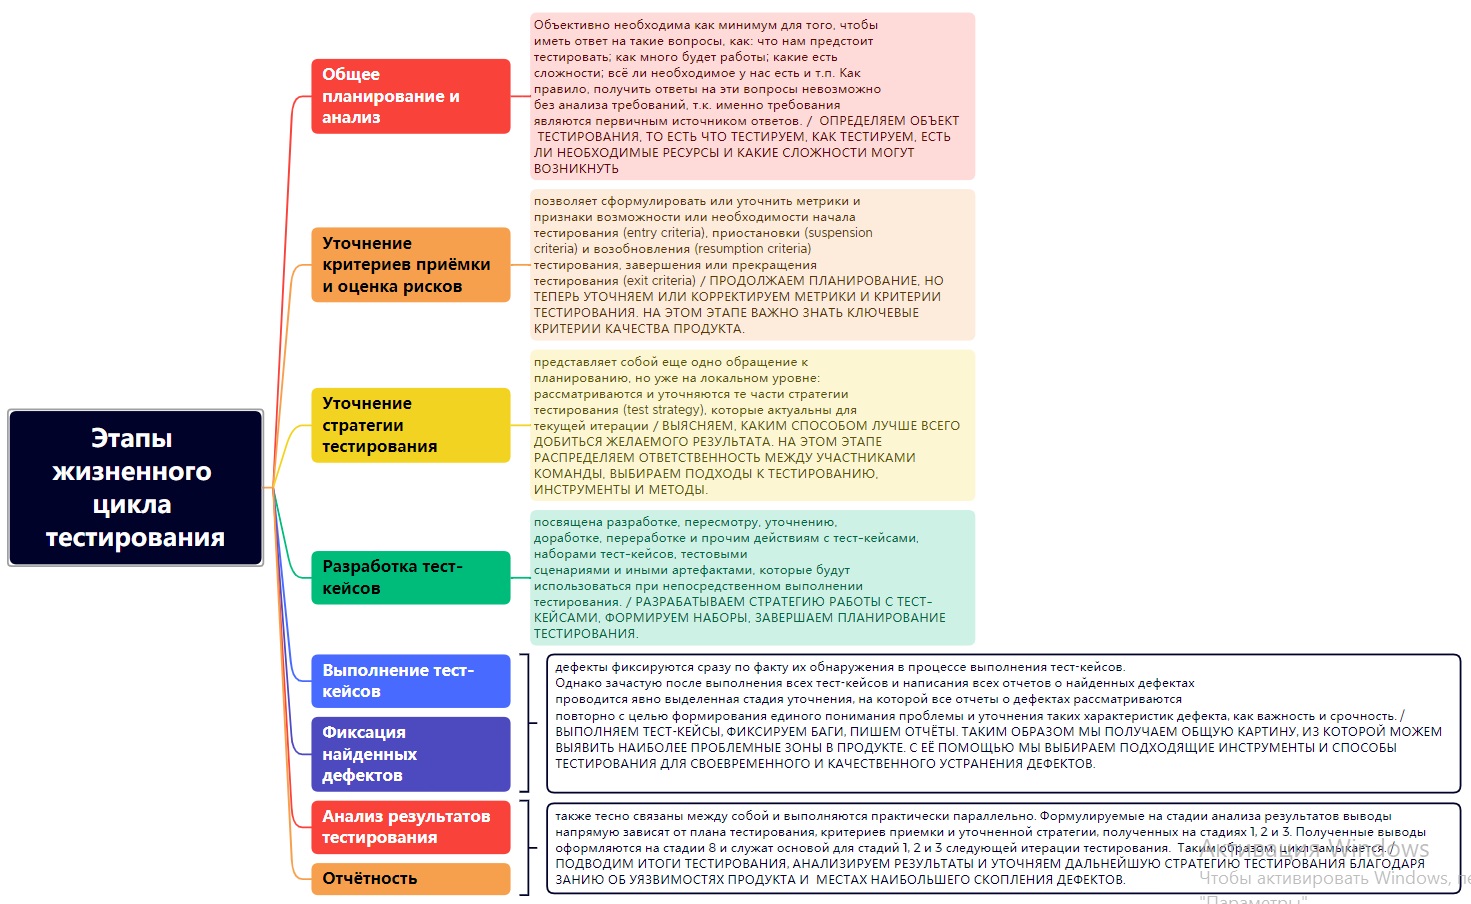 Этапы
жизненного
цикла
тестирования
Общее
планирование и
анализ
Объективно необходима как минимум для того, чтобы
иметь ответ на такие вопросы, как: что нам предстоит
тестировать; как много будет работы; какие есть
сложности; всё ли необходимое у нас есть и т.п. Как
правило, получить ответы на эти вопросы невозможно
без анализа требований, т.к. именно требования
являются первичным источником ответов. / ОПРЕДЕЛЯЕМ ОБЪЕКТ
ТЕСТИРОВАНИЯ, ТО ЕСТЬ ЧТО ТЕСТИРУЕМ, КАК ТЕСТИРУЕМ, ЕСТЬ
ЛИ НЕОБХОДИМЫЕ РЕСУРСЫ И КАКИЕ СЛОЖНОСТИ МОГУТ
ВОЗНИКНУТЬ
Уточнение
критериев приёмки
и оценка рисков
позволяет сформулировать или уточнить метрики и
признаки возможности или необходимости начала
тестирования (entry criteria), приостановки (suspension
criteria) и возобновления (resumption criteria)
тестирования, завершения или прекращения
тестирования (exit criteria) / ПРОДОЛЖАЕМ ПЛАНИРОВАНИЕ, НО
ТЕПЕРЬ УТОЧНЯЕМ ИЛИ КОРРЕКТИРУЕМ МЕТРИКИ И КРИТЕРИИ
ТЕСТИРОВАНИЯ. НА ЭТОМ ЭТАПЕ ВАЖНО ЗНАТЬ КЛЮЧЕВЫЕ
КРИТЕРИИ КАЧЕСТВА ПРОДУКТА.
Уточнение
стратегии
тестирования
представляет собой еще одно обращение к
планированию, но уже на локальном уровне:
рассматриваются и уточняются те части стратегии
тестирования (test strategy), которые актуальны для
текущей итерации / ВЫЯСНЯЕМ, КАКИМ СПОСОБОМ ЛУЧШЕ ВСЕГО
ДОБИТЬСЯ ЖЕЛАЕМОГО РЕЗУЛЬТАТА. НА ЭТОМ ЭТАПЕ
РАСПРЕДЕЛЯЕМ ОТВЕТСТВЕННОСТЬ МЕЖДУ УЧАСТНИКАМИ
КОМАНДЫ, ВЫБИРАЕМ ПОДХОДЫ К ТЕСТИРОВАНИЮ,
ИНСТРУМЕНТЫ И МЕТОДЫ.
Разработка тест-
кейсов
посвящена разработке, пересмотру, уточнению,
доработке, переработке и прочим действиям с тест-кейсами,
наборами тест-кейсов, тестовыми
сценариями и иными артефактами, которые будут
использоваться при непосредственном выполнении
тестирования. / РАЗРАБАТЫВАЕМ СТРАТЕГИЮ РАБОТЫ С ТЕСТ-
КЕЙСАМИ, ФОРМИРУЕМ НАБОРЫ, ЗАВЕРШАЕМ ПЛАНИРОВАНИЕ
ТЕСТИРОВАНИЯ.
Выполнение тест-
кейсов
Фиксация
найденных
дефектов
дефекты фиксируются сразу по факту их обнаружения в процессе выполнения тест-кейсов.
Однако зачастую после выполнения всех тест-кейсов и написания всех отчетов о найденных дефектах
проводится явно выделенная стадия уточнения, на которой все отчеты о дефектах рассматриваются
повторно с целью формирования единого понимания проблемы и уточнения таких характеристик дефекта, как важность и срочность. /
ВЫПОЛНЯЕМ ТЕСТ-КЕЙСЫ, ФИКСИРУЕМ БАГИ, ПИШЕМ ОТЧЁТЫ. ТАКИМ ОБРАЗОМ МЫ ПОЛУЧАЕМ ОБЩУЮ КАРТИНУ, ИЗ КОТОРОЙ МОЖЕМ
ВЫЯВИТЬ НАИБОЛЕЕ ПРОБЛЕМНЫЕ ЗОНЫ В ПРОДУКТЕ. С ЕЁ ПОМОЩЬЮ МЫ ВЫБИРАЕМ ПОДХОДЯЩИЕ ИНСТРУМЕНТЫ И СПОСОБЫ
ТЕСТИРОВАНИЯ ДЛЯ СВОЕВРЕМЕННОГО И КАЧЕСТВЕННОГО УСТРАНЕНИЯ ДЕФЕКТОВ.
Анализ результатов
тестирования
Отчётность
также тесно связаны между собой и выполняются практически параллельно. Формулируемые на стадии анализа результатов выводы
напрямую зависят от плана тестирования, критериев приемки и уточненной стратегии, полученных на стадиях 1, 2 и 3. Полученные выводы
оформляются на стадии 8 и служат основой для стадий 1, 2 и 3 следующей итерации тестирования. Таким образом, цикл замыкается. /
ПОДВОДИМ ИТОГИ ТЕСТИРОВАНИЯ, АНАЛИЗИРУЕМ РЕЗУЛЬТАТЫ И УТОЧНЯЕМ ДАЛЬНЕЙШУЮ СТРАТЕГИЮ ТЕСТИРОВАНИЯ БЛАГОДАРЯ
ЗАНИЮ ОБ УЯЗВИМОСТЯХ ПРОДУКТА И МЕСТАХ НАИБОЛЬШЕГО СКОПЛЕНИЯ ДЕФЕКТОВ.
Активация Windows
Чтобы активировать Windows, пе
"Параметры"